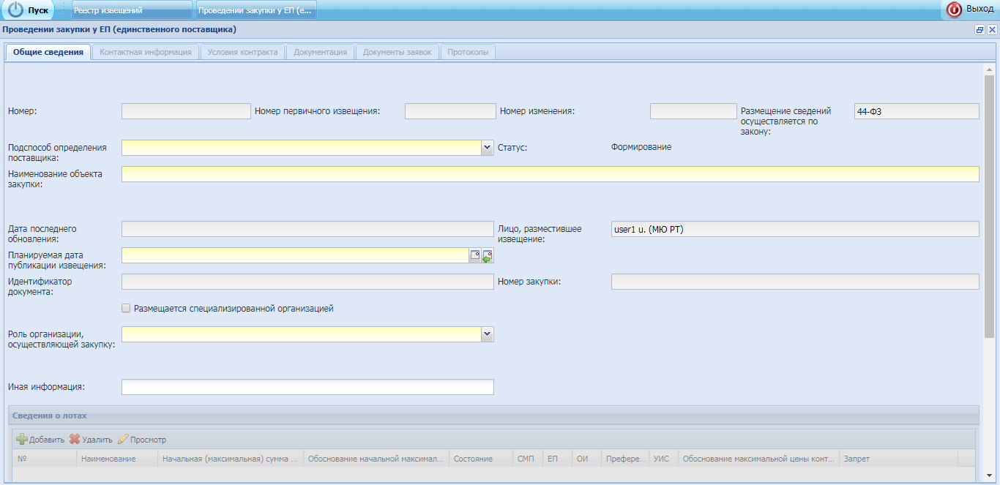 Пуск
Реестр извещений
Проведении закупки у ЕП (е...
Выход
Проведении закупки у ЕП (единственного поставщика)
Общие сведения
Контактная информация
Условия контракта
Документация
Документы заявок
Протоколы
Номер:
Номер первичного извещения:
Номер изменения:
Размещение сведений
осуществляется по
закону:
44-ФЗ
Подспособ определения
поставщика:
Статус:
Формирование
Наименование объекта
закупки:
Дата последнего
обновления:
Лицо, разместившее
извещение:
user1 u. (МЮ РТ)
Планируемая дата
публикации извещения:
Идентификатор
документа:
Номер закупки:
Размещается специализированной организацией
Роль организации,
осуществляющей закупку:
Иная информация:
Сведения о лотах
Добавить
Удалить
Просмотр
№
Наименование
Начальная (максимальная) сумма ...
Обоснование начальной максимал...
Состояние
СМП
ЕП
ОИ
Префере...
УИС
Обоснование максимальной цены конт...
Запрет